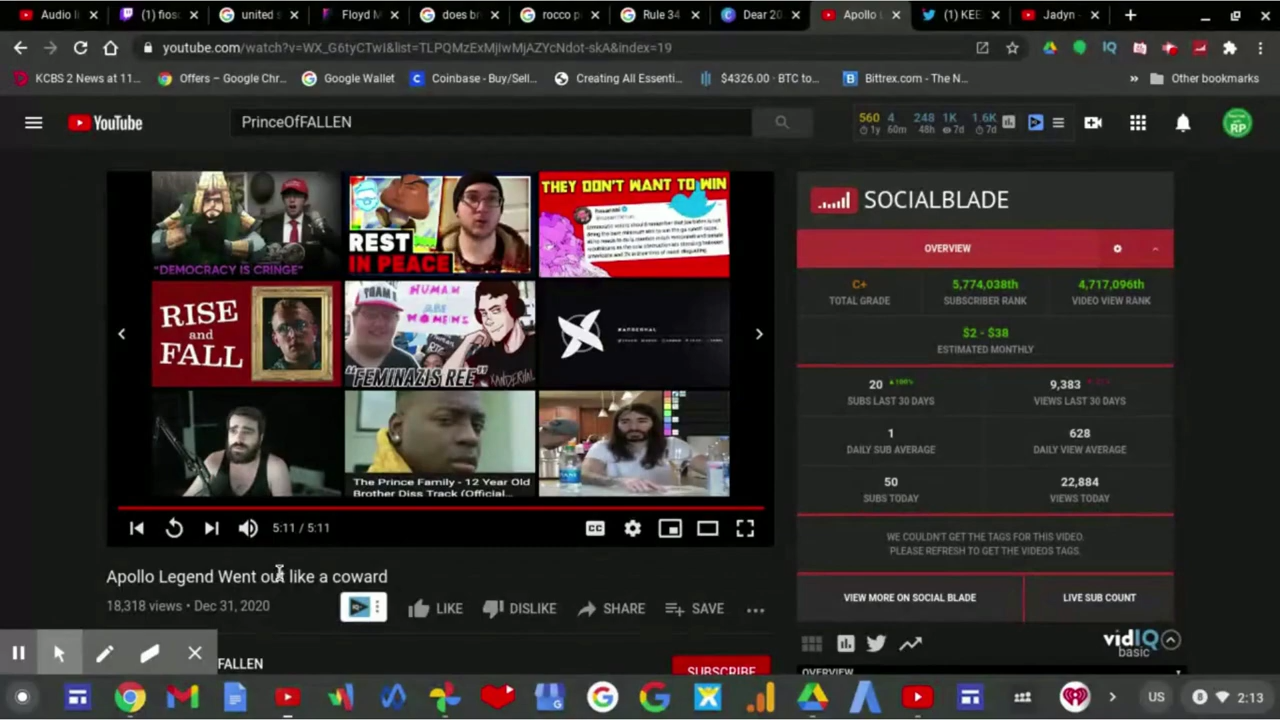 Audio li
(1) fios
united s
Floyd M
does br
rocco p
Rule 34
Dear 20
Apollo L
(1) KEE
Jadyn -
youtube.com/watch?v=WX_G6tyCTwI&list=TLPQMzExMjIwMjAZYcNdot-skA&index=19
KCBS 2 News at 11...
Offers – Google Chr...
Google Wallet
Coinbase - Buy/Sell...
Creating All Essenti...
$4326.00 · BTC to...
Bittrex.com - The N...
Other bookmarks
YouTube
PrinceOfFALLEN
560 4 248 1K 1.6K
1y 60m 48h 7d 7d
RP
"DEMOCRACY IS CRINGE"
REST
IN PEACE
THEY DON'T WANT TO WIN
RISE
and
FALL
"FEMINAZIS REE"
The Prince Family - 12 Year Old
Brother Diss Track (Official...
5:11 / 5:11
CC
Apollo Legend Went out like a coward
18,318 views • Dec 31, 2020
LIKE
DISLIKE
SHARE
SAVE
FALLEN
SUBSCRIBE
SOCIALBLADE
OVERVIEW
C+
TOTAL GRADE
5,774,038th
SUBSCRIBER RANK
4,717,096th
VIDEO VIEW RANK
$2 - $38
ESTIMATED MONTHLY
20
SUBS LAST 30 DAYS
9,383
VIEWS LAST 30 DAYS
1
DAILY SUB AVERAGE
628
DAILY VIEW AVERAGE
50
SUBS TODAY
22,884
VIEWS TODAY
WE COULDN'T GET THE TAGS FOR THIS VIDEO.
PLEASE REFRESH TO GET THE VIDEOS TAGS.
VIEW MORE ON SOCIAL BLADE
LIVE SUB COUNT
vidIQ
basic
OVERVIEW
US
2:13